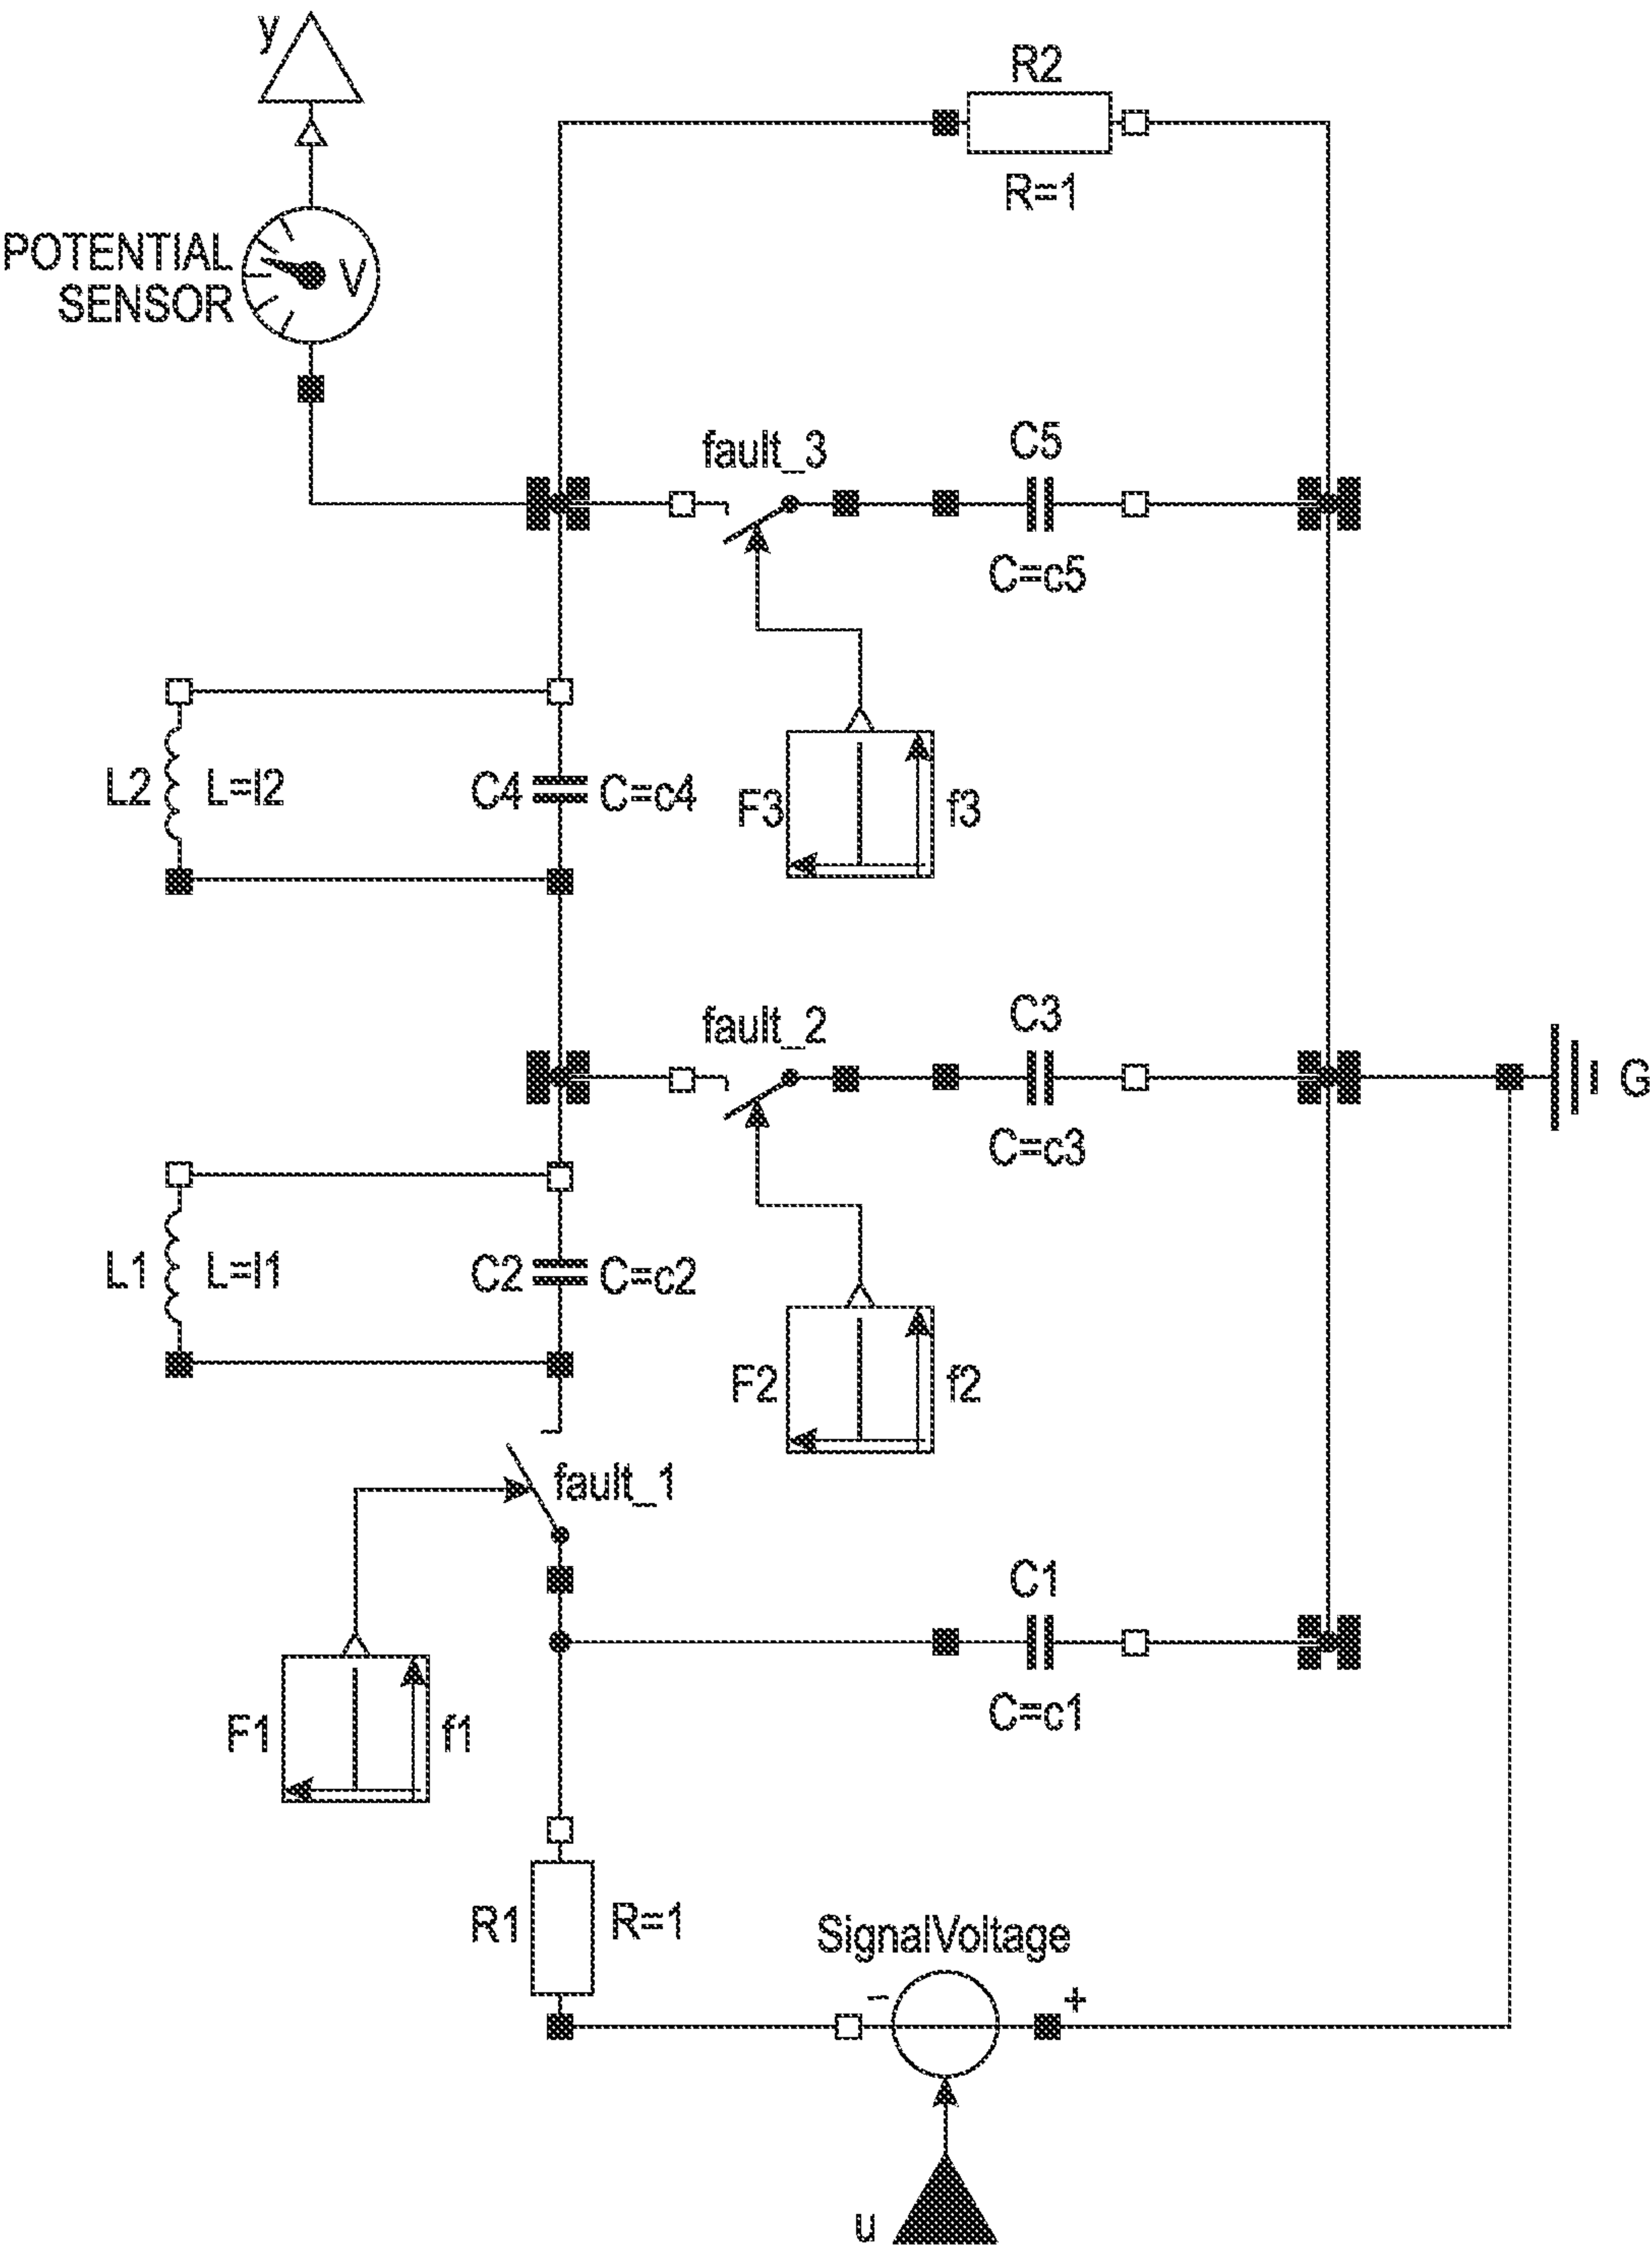 y
R2
R=1
POTENTIAL
SENSOR
V
fault_3
C5
C=c5
L2
L=l2
C4
C=c4
F3
f3
fault_2
C3
C=c3
G
L1
L=l1
C2
C=c2
F2
f2
fault_1
C1
C=c1
F1
f1
R1
R=1
SignalVoltage
− +
u